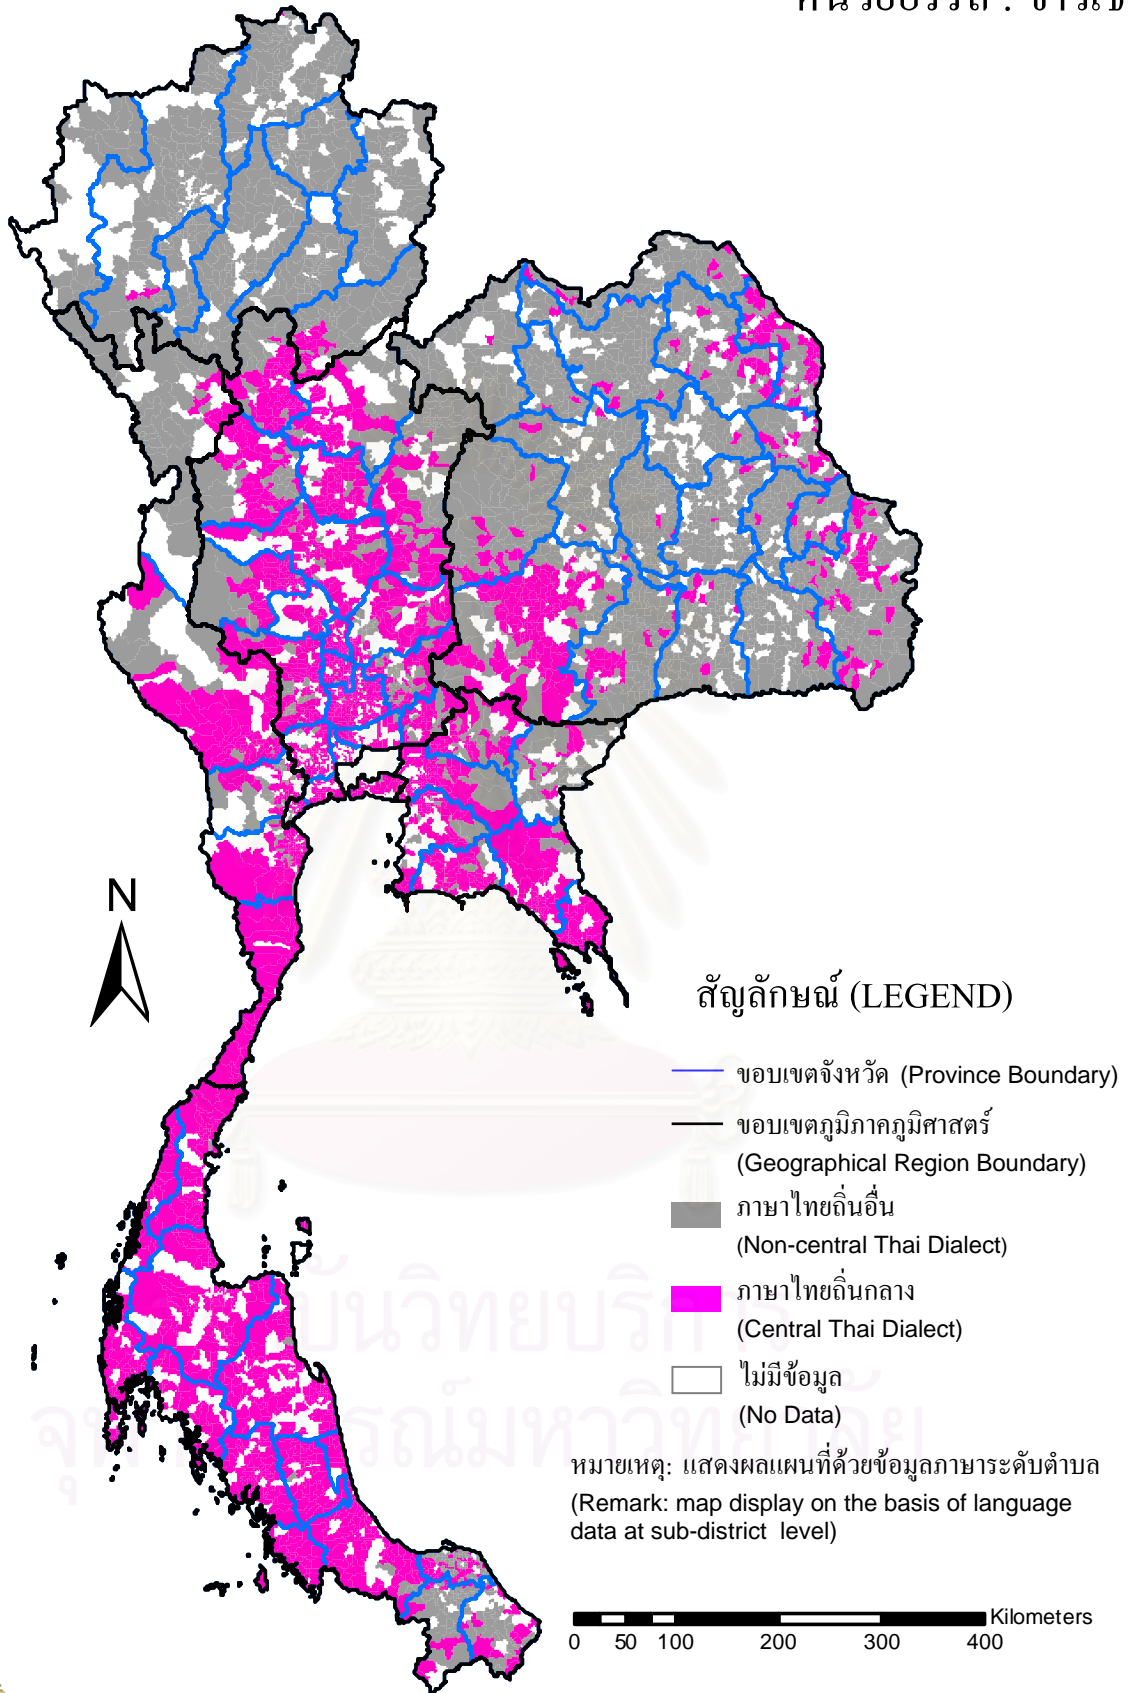 N
สัญลักษณ์ (LEGEND)
ขอบเขตจังหวัด (Province Boundary)
ขอบเขตภูมิภาคภูมิศาสตร์
(Geographical Region Boundary)
ภาษาไทยถิ่นอื่น
(Non-central Thai Dialect)
ภาษาไทยถิ่นกลาง
(Central Thai Dialect)
ไม่มีข้อมูล
(No Data)
หมายเหตุ: แสดงผลแผนที่ด้วยข้อมูลภาษาระดับตำบล
(Remark: map display on the basis of language
data at sub-district level)
Kilometers
0 50 100 200 300 400